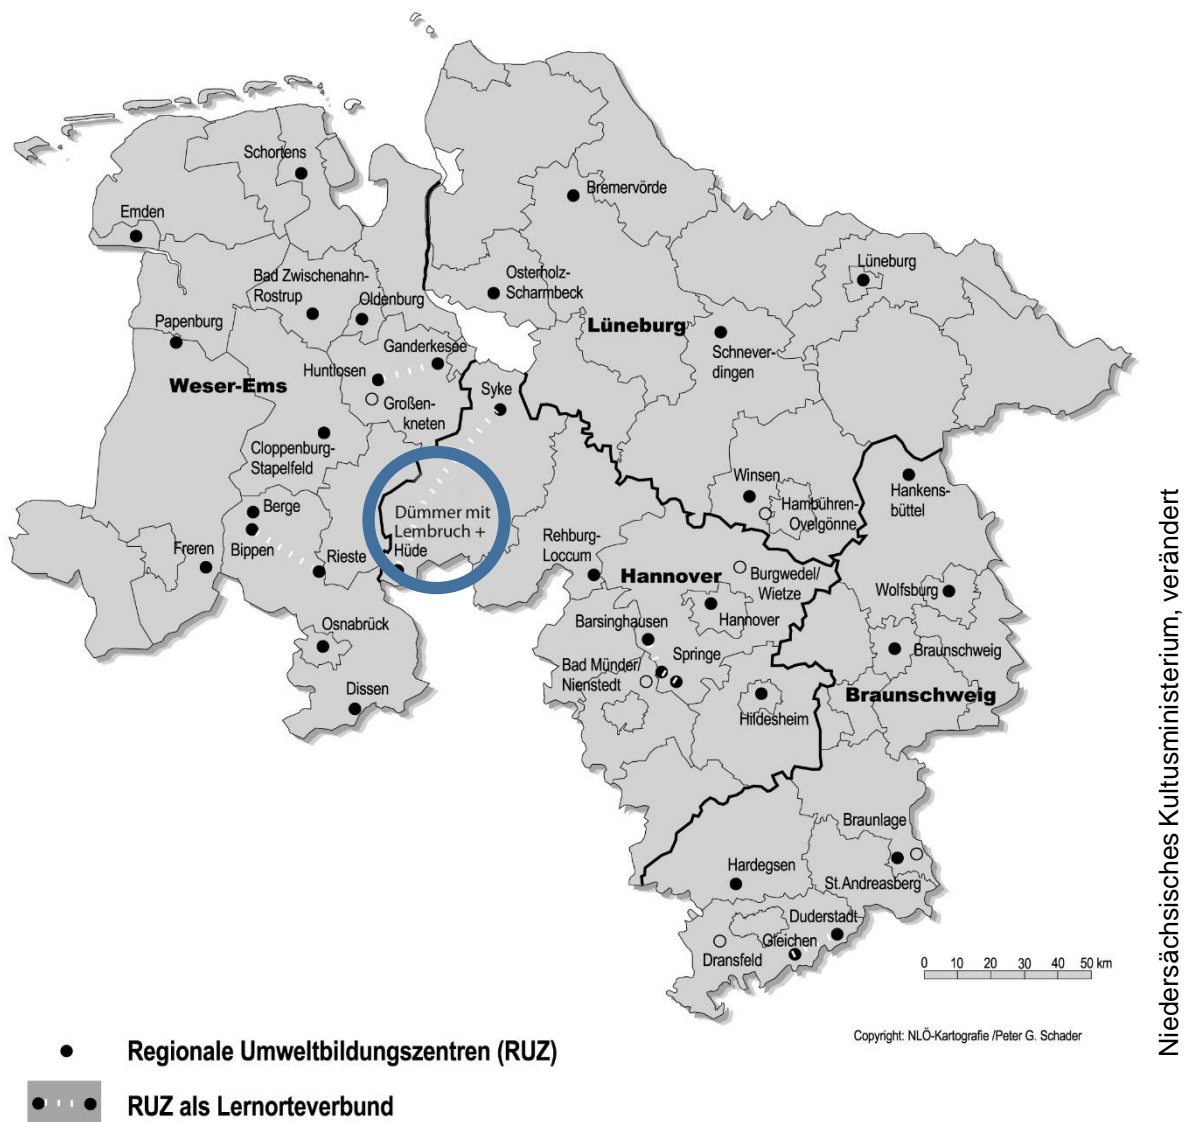 Schortens
Emden
Bremervörde
Bad Zwischenahn-
Rostrup
Oldenburg
Osterholz-
Scharmbeck
Lüneburg
Papenburg
Lüneburg
Ganderkesee
Schnever-
dingen
Weser-Ems
Huntlosen
Syke
Großen-
kneten
Cloppenburg-
Stapelfeld
Winsen
Hankens-
büttel
Hambühren-
Ovelgönne
Berge
Dümmer mit
Lembruch +
Hüde
Bippen
Rieste
Freren
Rehburg-
Loccum
Hannover
Burgwedel/
Wietze
Wolfsburg
Hannover
Osnabrück
Barsinghausen
Springe
Braunschweig
Bad Münder/
Nienstedt
Dissen
Hildesheim
Braunschweig
Braunlage
Hardegsen
St.Andreasberg
Duderstadt
Gleichen
Dransfeld
0 10 20 30 40 50 km
Copyright: NLÖ-Kartografie /Peter G. Schader
Niedersächsisches Kultusministerium, verändert
Regionale Umweltbildungszentren (RUZ)
RUZ als Lernorteverbund